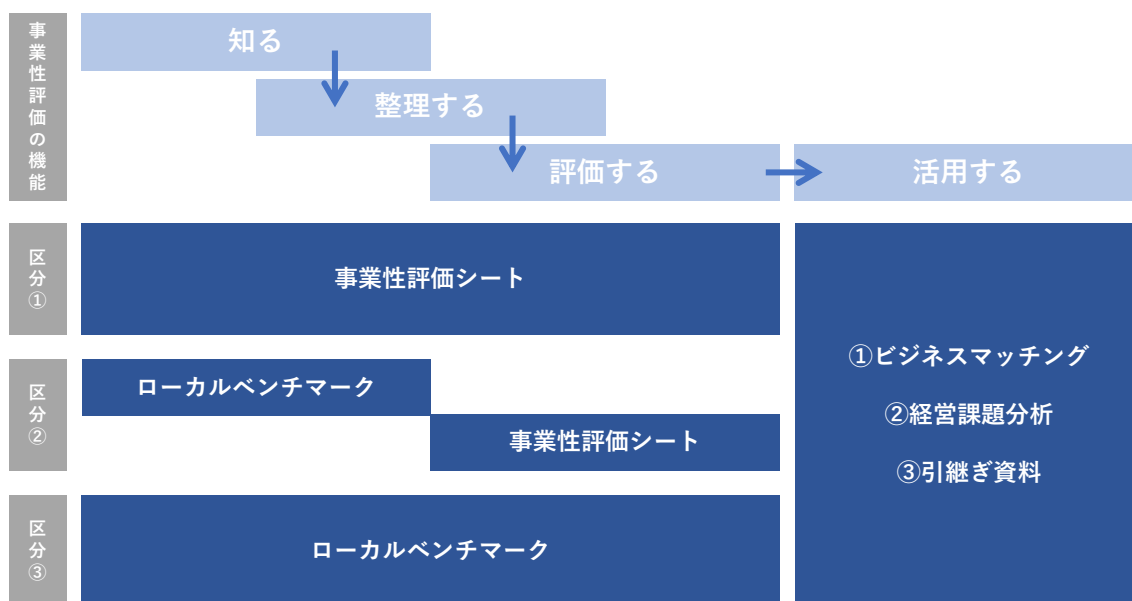 事業性評価の機能
知る
整理する
評価する
活用する
区分①
事業性評価シート
区分②
ローカルベンチマーク
事業性評価シート
区分③
ローカルベンチマーク
①ビジネスマッチング
②経営課題分析
③引継ぎ資料